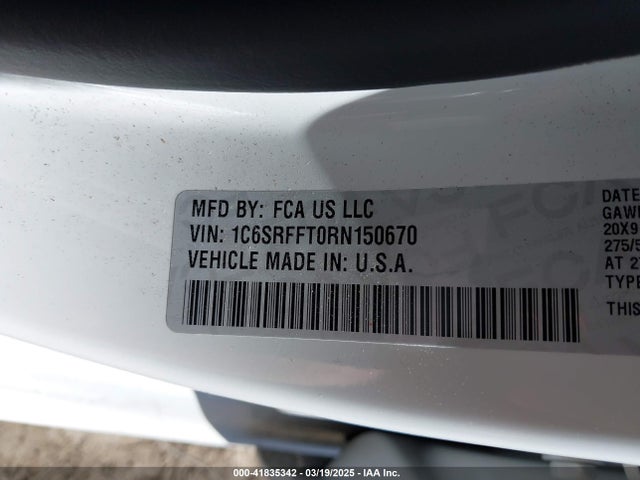 MFD BY: FCA US LLC
VIN: 1C6SRFFT0RN150670
VEHICLE MADE IN: U.S.A.
DATE
GAW
20X9
275/5
AT 2
TYPE
THIS
000-41835342 | 03/19/2025 | IAA Inc.